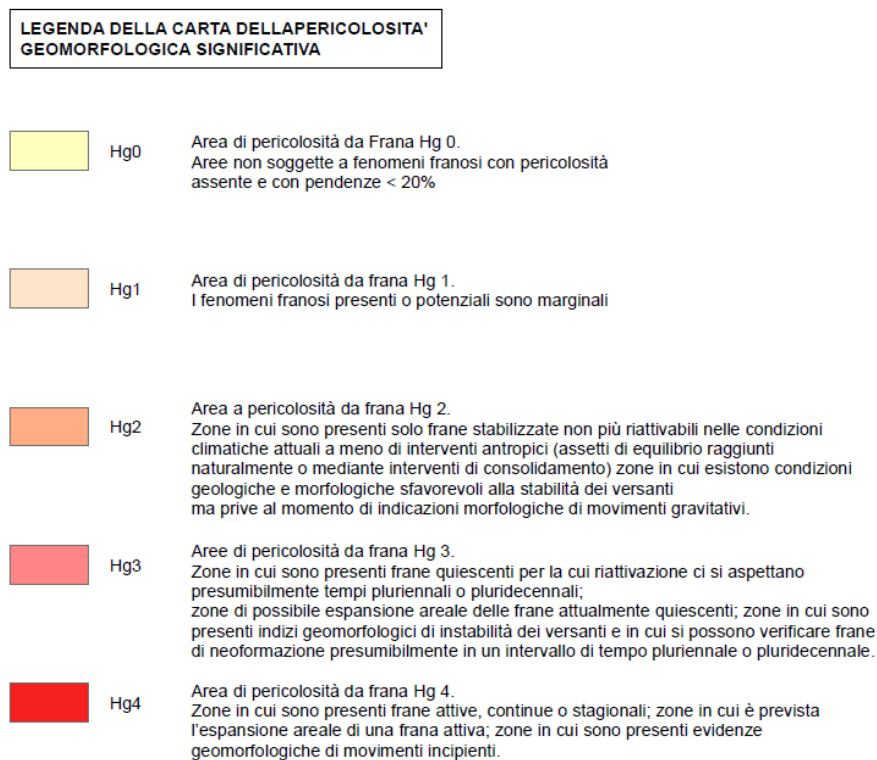 LEGENDA DELLA CARTA DELLAPERICOLOSITA'
GEOMORFOLOGICA SIGNIFICATIVA
Hg0
Area di pericolosità da Frana Hg 0.
Aree non soggette a fenomeni franosi con pericolosità
assente e con pendenze < 20%
Hg1
Area di pericolosità da frana Hg 1.
I fenomeni franosi presenti o potenziali sono marginali
Hg2
Area a pericolosità da frana Hg 2.
Zone in cui sono presenti solo frane stabilizzate non più riattivabili nelle condizioni
climatiche attuali a meno di interventi antropici (assetti di equilibrio raggiunti
naturalmente o mediante interventi di consolidamento) zone in cui esistono condizioni
geologiche e morfologiche sfavorevoli alla stabilità dei versanti
ma prive al momento di indicazioni morfologiche di movimenti gravitativi.
Hg3
Aree di pericolosità da frana Hg 3.
Zone in cui sono presenti frane quiescenti per la cui riattivazione ci si aspettano
presumibilmente tempi pluriennali o pluridecennali;
zone di possibile espansione areale delle frane attualmente quiescenti; zone in cui sono
presenti indizi geomorfologici di instabilità dei versanti e in cui si possono verificare frane
di neoformazione presumibilmente in un intervallo di tempo pluriennale o pluridecennale.
Hg4
Area di pericolosità da frana Hg 4.
Zone in cui sono presenti frane attive, continue o stagionali; zone in cui è prevista
l'espansione areale di una frana attiva; zone in cui sono presenti evidenze
geomorfologiche di movimenti incipienti.